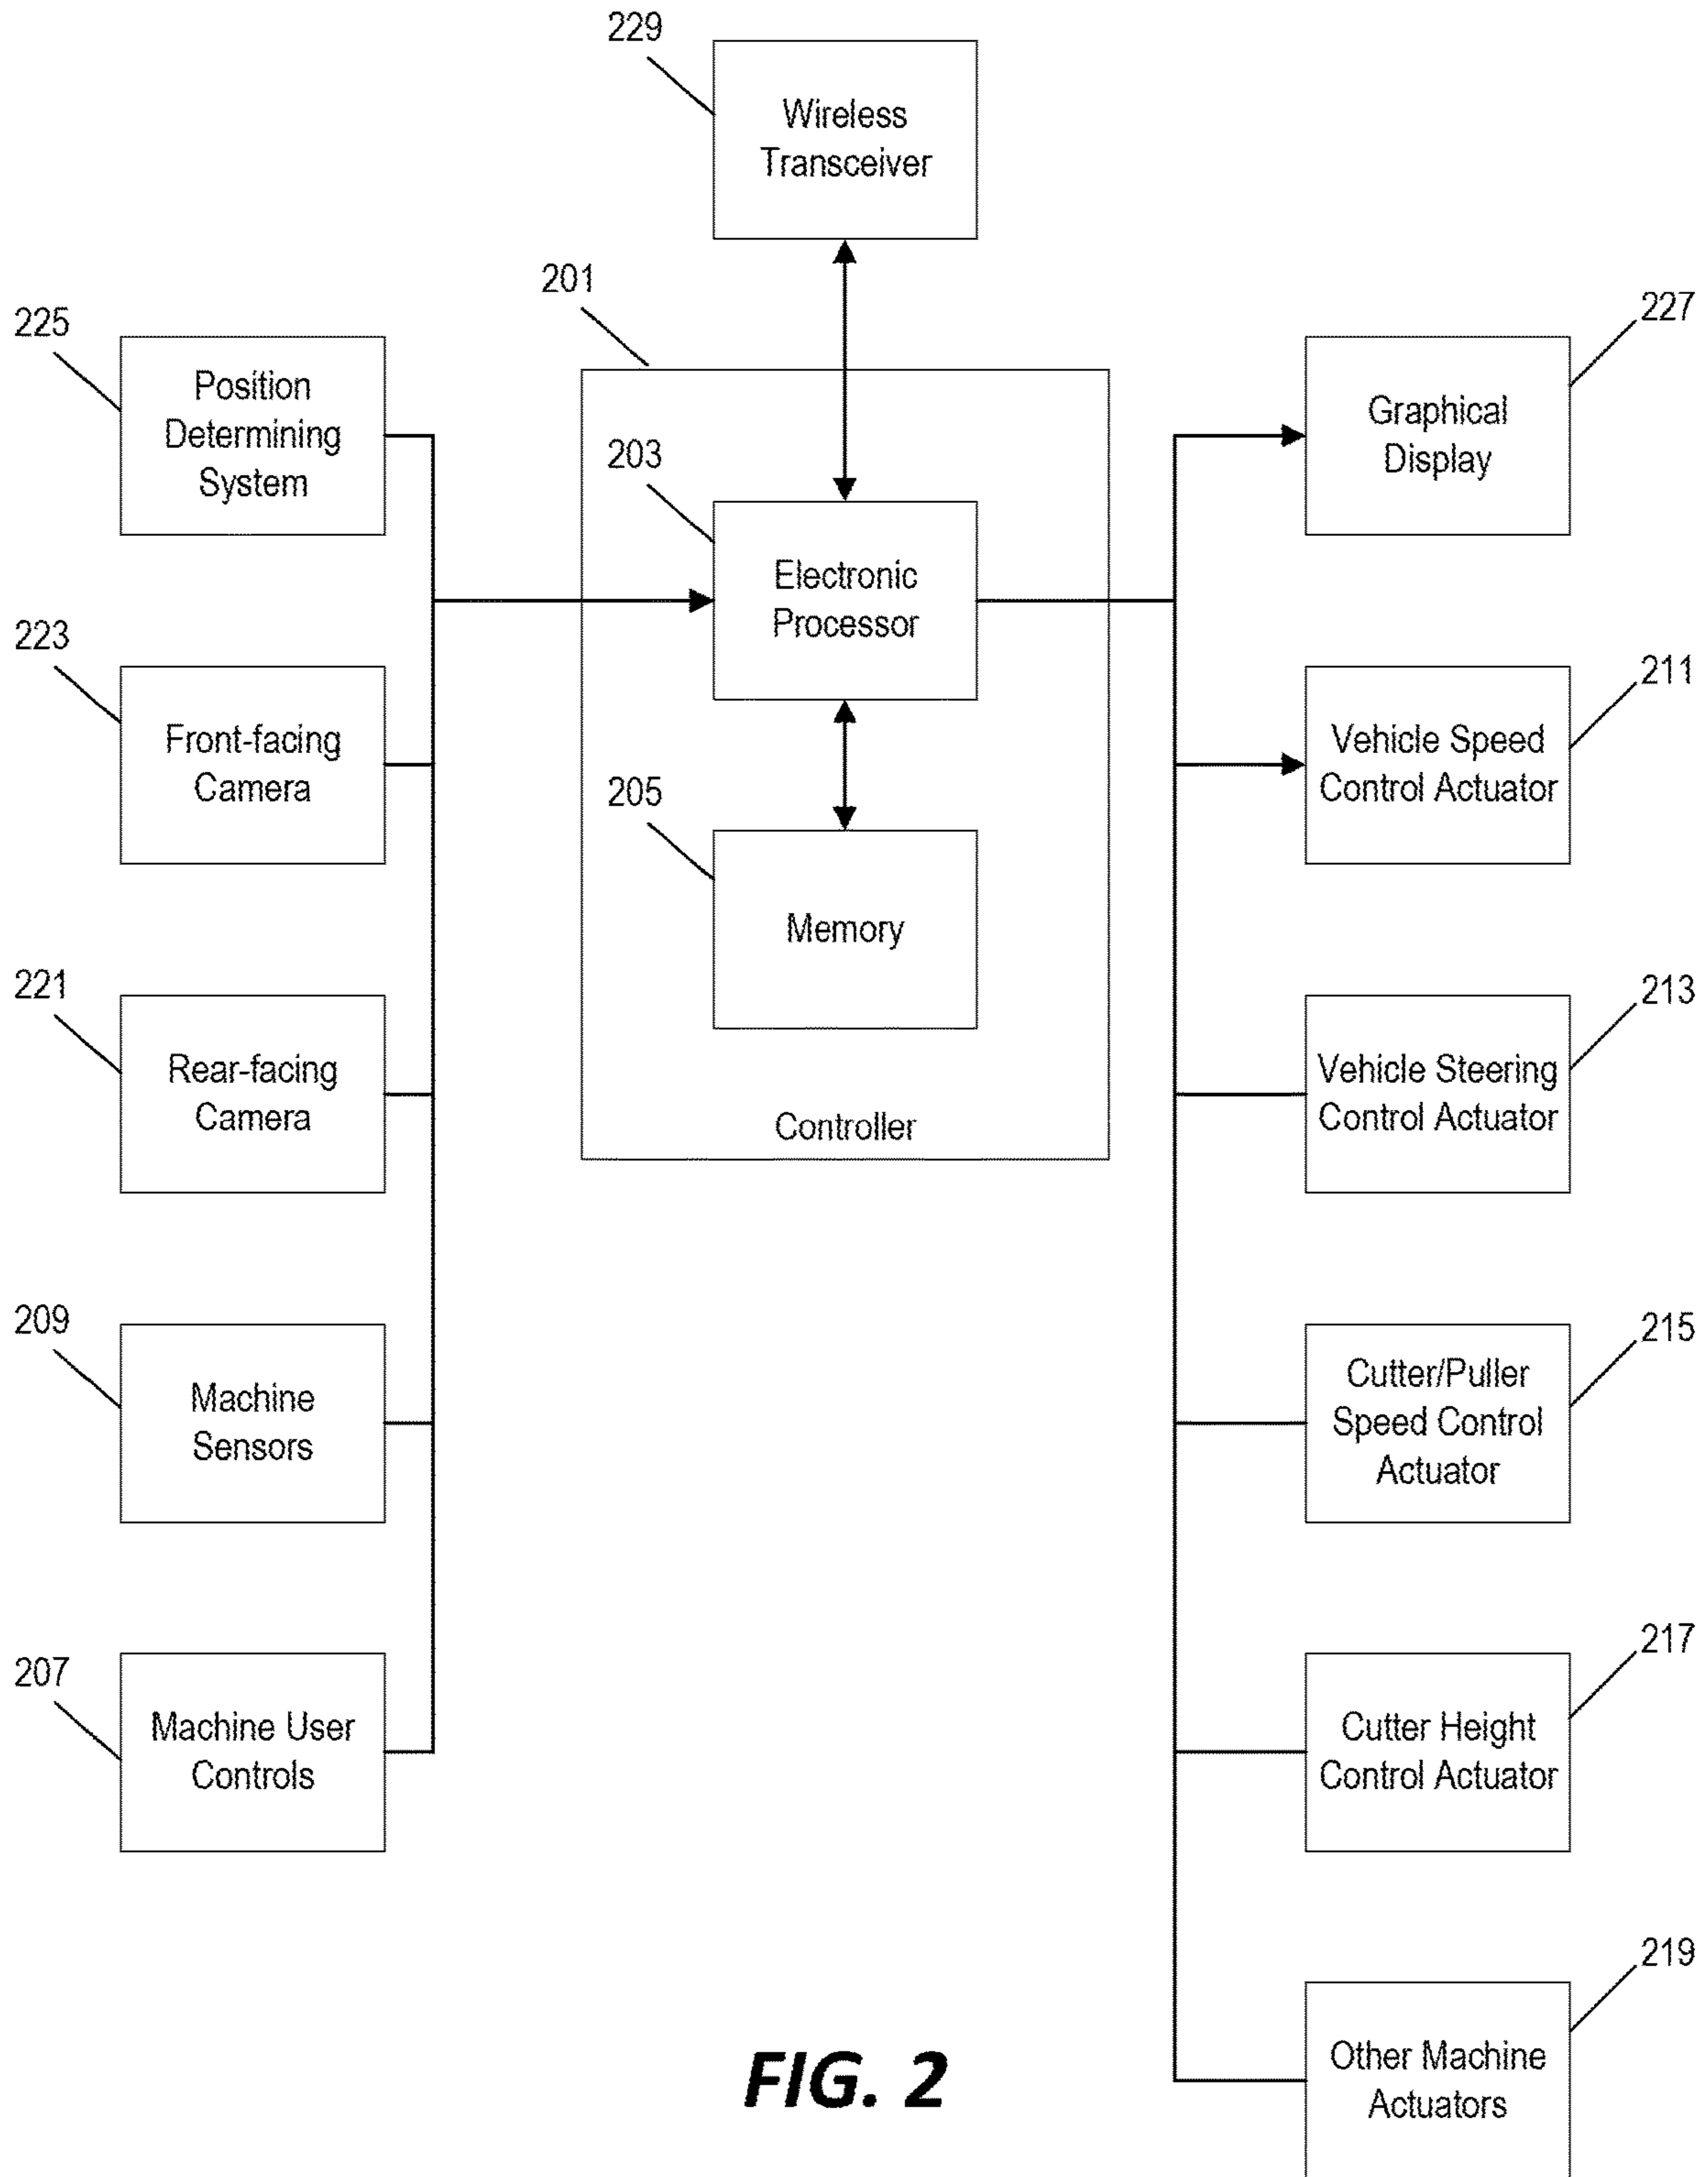 229
Wireless
Transceiver
201
225
Position
Determining
System
227
Graphical
Display
203
Electronic
Processor
223
Front-facing
Camera
211
Vehicle Speed
Control Actuator
205
Memory
221
Rear-facing
Camera
213
Vehicle Steering
Control Actuator
Controller
209
Machine
Sensors
215
Cutter/Puller
Speed Control
Actuator
207
Machine User
Controls
217
Cutter Height
Control Actuator
219
Other Machine
Actuators
FIG. 2